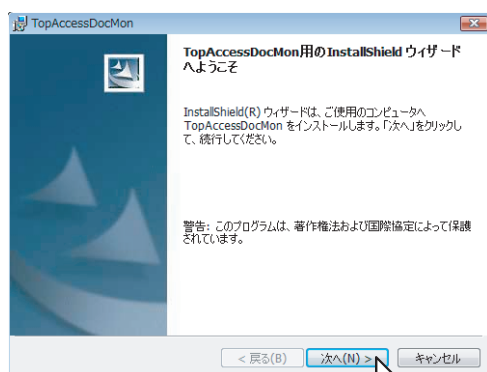 TopAccessDocMon
TopAccessDocMon用のInstallShield ウィザード
へようこそ
InstallShield(R) ウィザードは、ご使用のコンピュータへ
TopAccessDocMon をインストールします。「次へ」をクリックし
て、続行してください。
警告: このプログラムは、著作権法および国際協定によって保護
されています。
< 戻る(B)
次へ(N) >
キャンセル